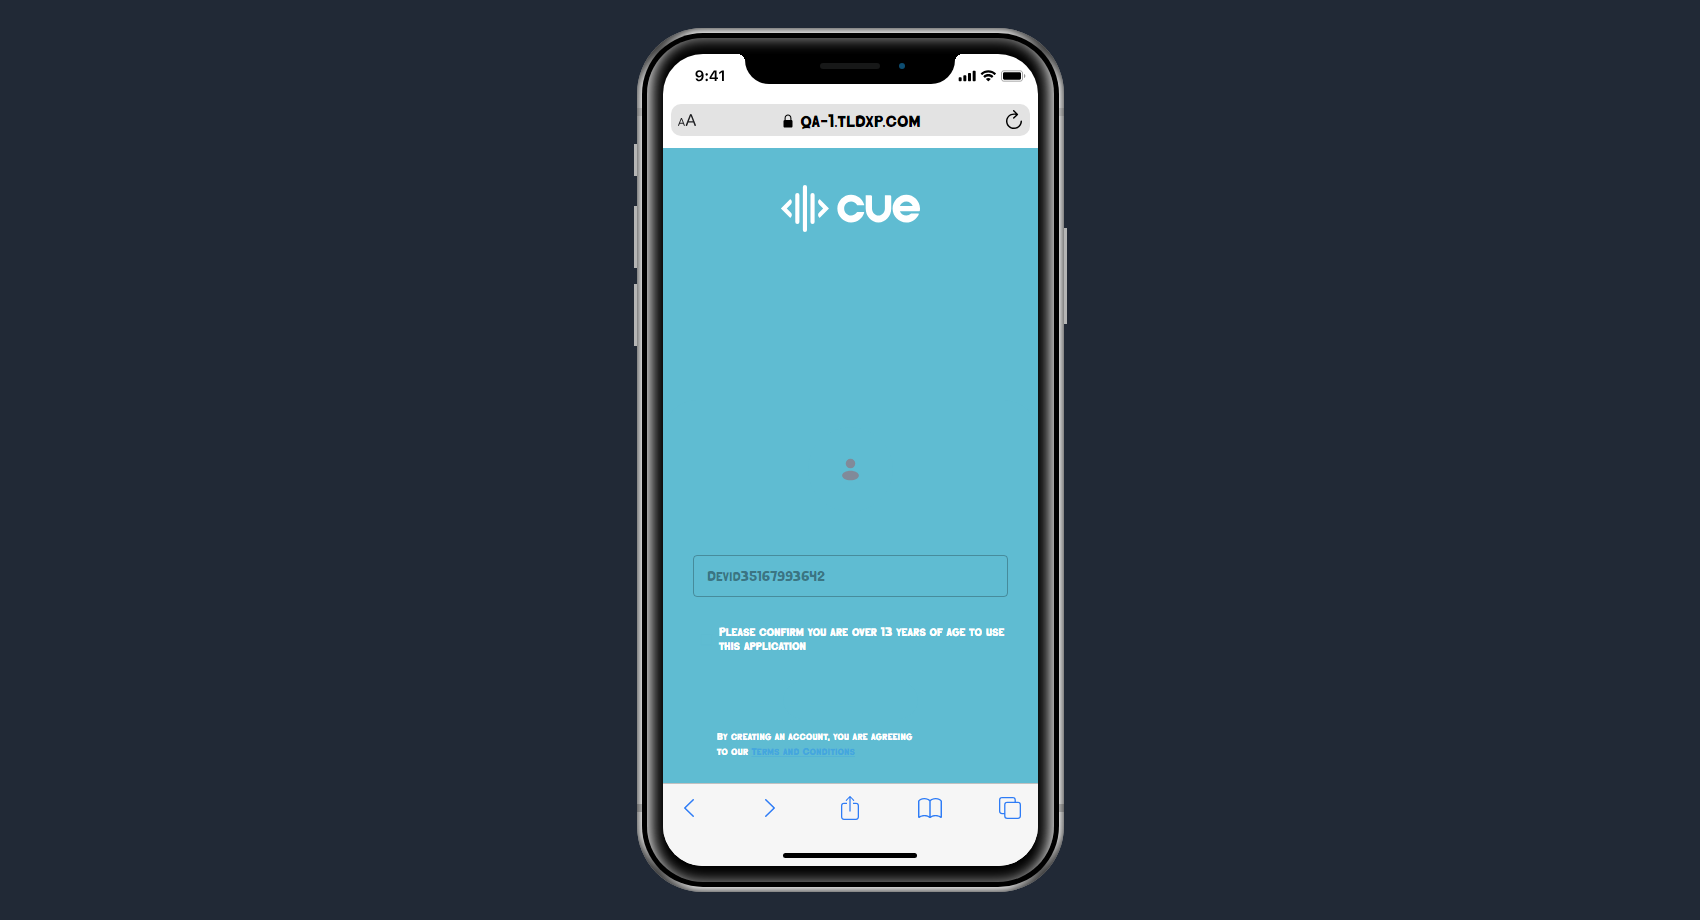 9:41
AA
QA-1.TLDXP.COM
cue
Devid35167993642
Please confirm you are over 13 years of age to use
this application
By creating an account, you are agreeing
to our Terms and Conditions